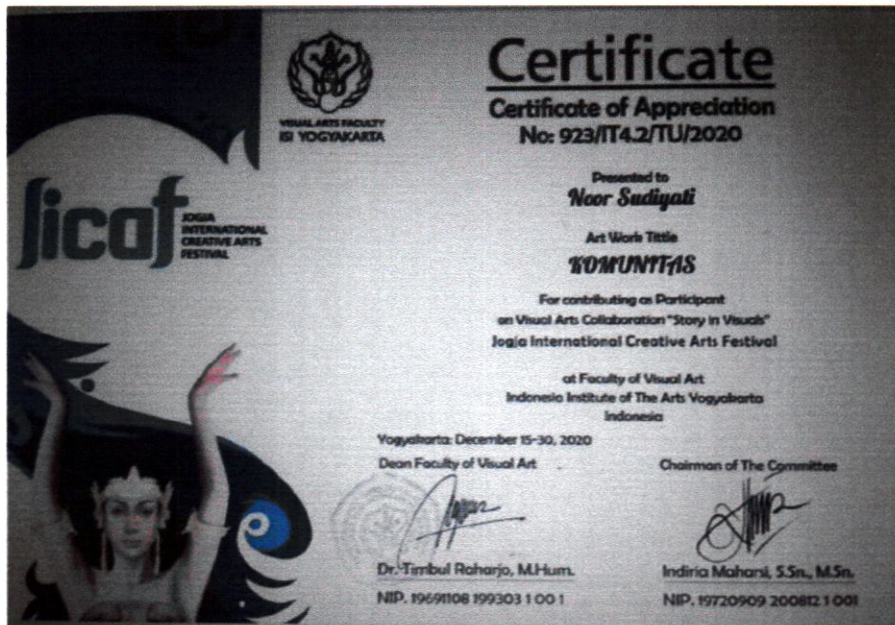 VISUAL ARTS FACULTY
ISI YOGYAKARTA
Jicaf
JOGJA
INTERNATIONAL
CREATIVE ARTS
FESTIVAL
Certificate
Certificate of Appreciation
No: 923/IT4.2/TU/2020
Presented to
Noor Sudiyati
Art Work Tittle
KOMUNITAS
For contributing as Participant
on Visual Arts Collaboration "Story in Visuals"
Jogja International Creative Arts Festival
at Faculty of Visual Art
Indonesia Institute of The Arts Yogyakarta
Indonesia
Yogyakarta: December 15-30, 2020
Dean Faculty of Visual Art
Chairman of The Committee
Dr. Timbul Raharjo, M.Hum.
Indiria Maharsi, S.Sn., M.Sn.
NIP. 19691108 199303 1 00 1
NIP. 19720909 200812 1 001